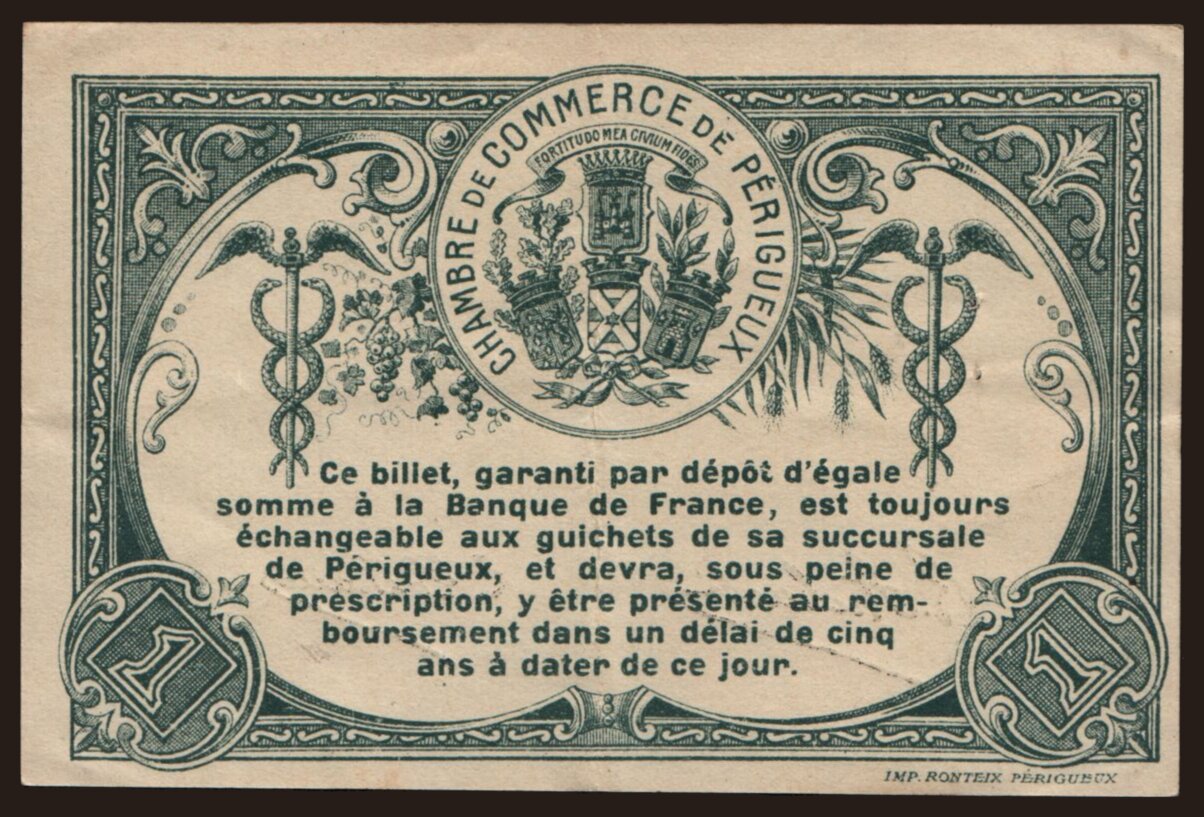 CHAMBRE DE COMMERCE DE PÉRIGUEUX
FORTITUDO MEA CIVIUM FIDES
Ce billet, garanti par dépôt d'égale
somme à la Banque de France, est toujours
échangeable aux guichets de sa succursale
de Périgueux, et devra, sous peine de
prescription, y être présenté au rem-
boursement dans un délai de cinq
ans à dater de ce jour.
1
1
IMP. RONTEIX PÉRIGUEUX